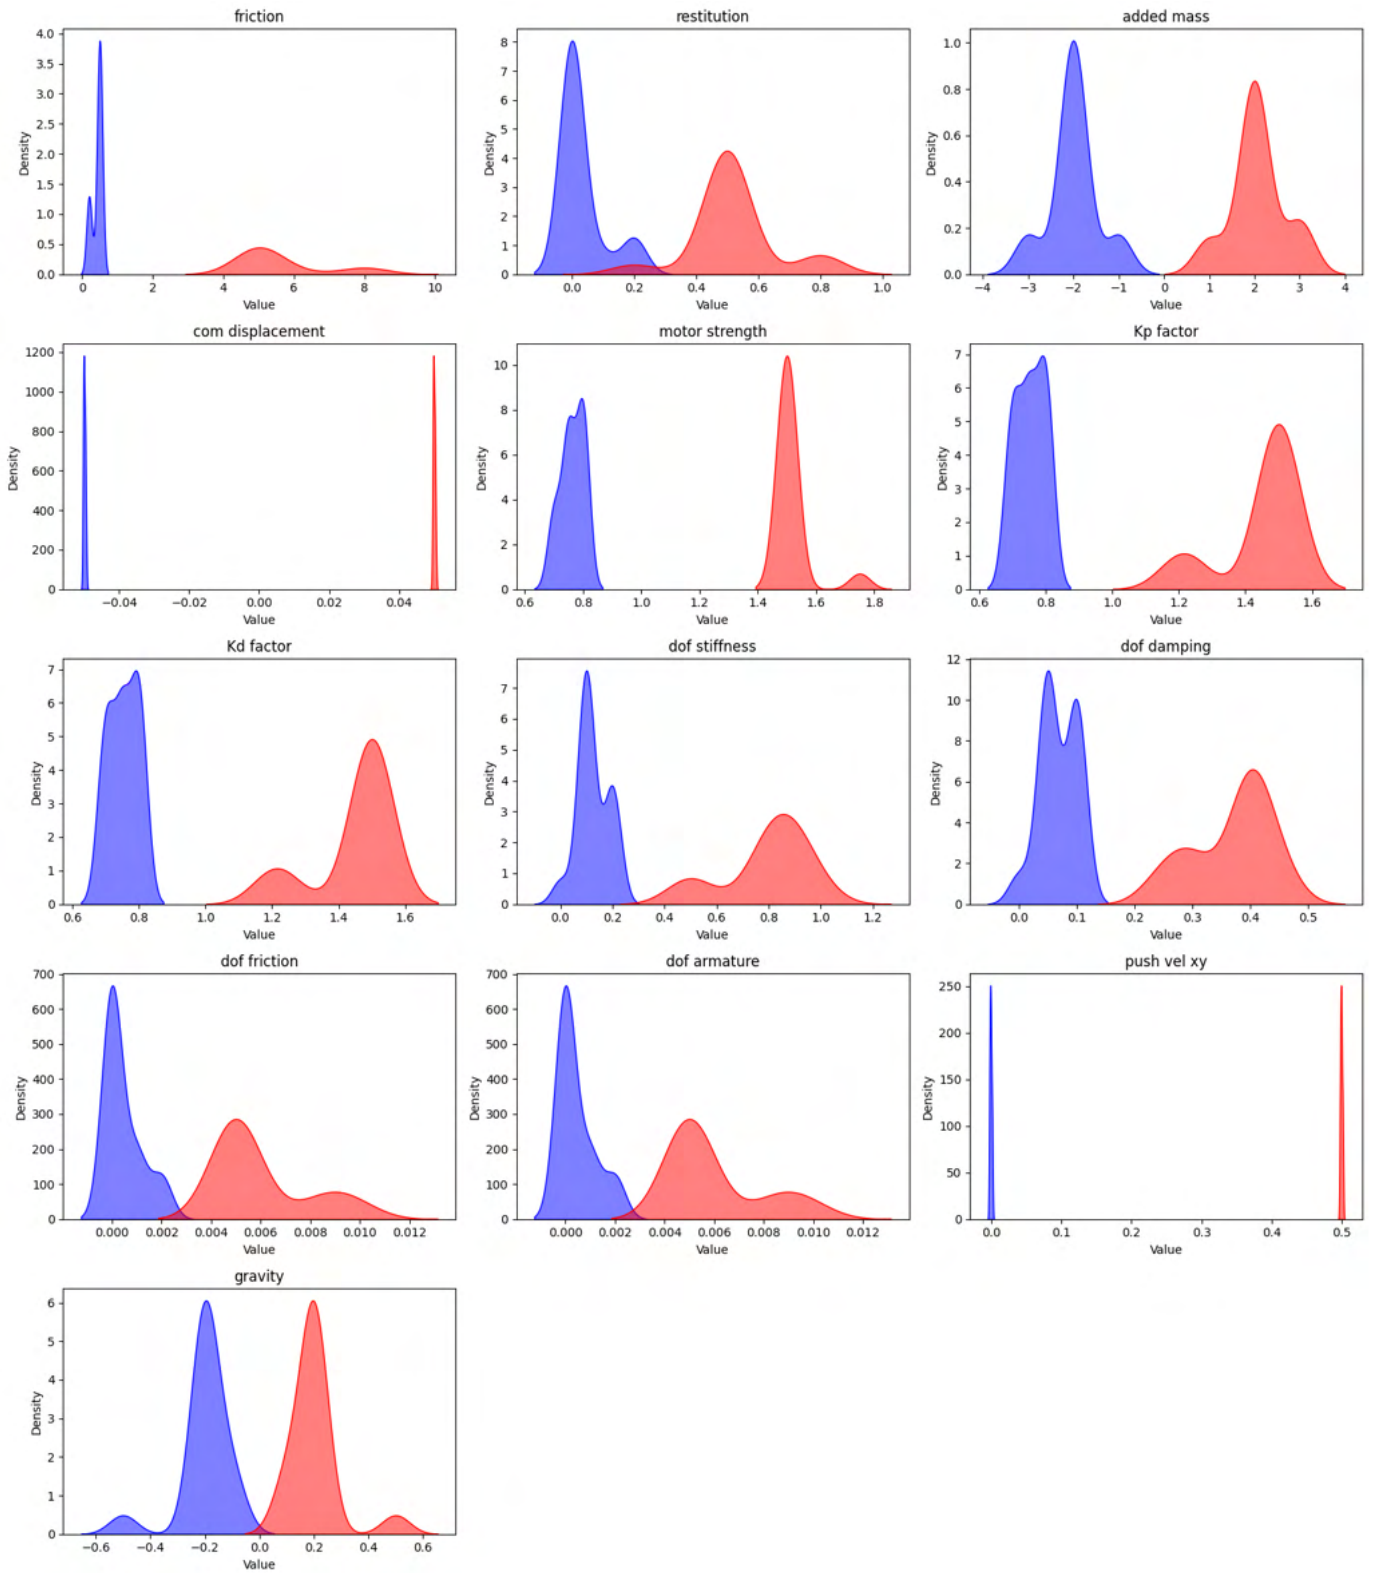 friction
restitution
added mass
4.0
3.5
3.0
2.5
2.0
1.5
1.0
0.5
0.0
Density
0 2 4 6 8 10
Value
8
7
6
5
4
3
2
1
0
Density
0.0 0.2 0.4 0.6 0.8 1.0
Value
1.0
0.8
0.6
0.4
0.2
0.0
Density
−4 −3 −2 −1 0 1 2 3 4
Value
com displacement
motor strength
Kp factor
1200
1000
800
600
400
200
0
Density
−0.04 −0.02 0.00 0.02 0.04
Value
10
8
6
4
2
0
Density
0.6 0.8 1.0 1.2 1.4 1.6 1.8
Value
7
6
5
4
3
2
1
0
Density
0.6 0.8 1.0 1.2 1.4 1.6
Value
Kd factor
dof stiffness
dof damping
7
6
5
4
3
2
1
0
Density
0.6 0.8 1.0 1.2 1.4 1.6
Value
7
6
5
4
3
2
1
0
Density
0.0 0.2 0.4 0.6 0.8 1.0 1.2
Value
12
10
8
6
4
2
0
Density
0.0 0.1 0.2 0.3 0.4 0.5
Value
dof friction
dof armature
push vel xy
700
600
500
400
300
200
100
0
Density
0.000 0.002 0.004 0.006 0.008 0.010 0.012
Value
700
600
500
400
300
200
100
0
Density
0.000 0.002 0.004 0.006 0.008 0.010 0.012
Value
250
200
150
100
50
0
Density
0.0 0.1 0.2 0.3 0.4 0.5
Value
gravity
6
5
4
3
2
1
0
Density
−0.6 −0.4 −0.2 0.0 0.2 0.4 0.6
Value